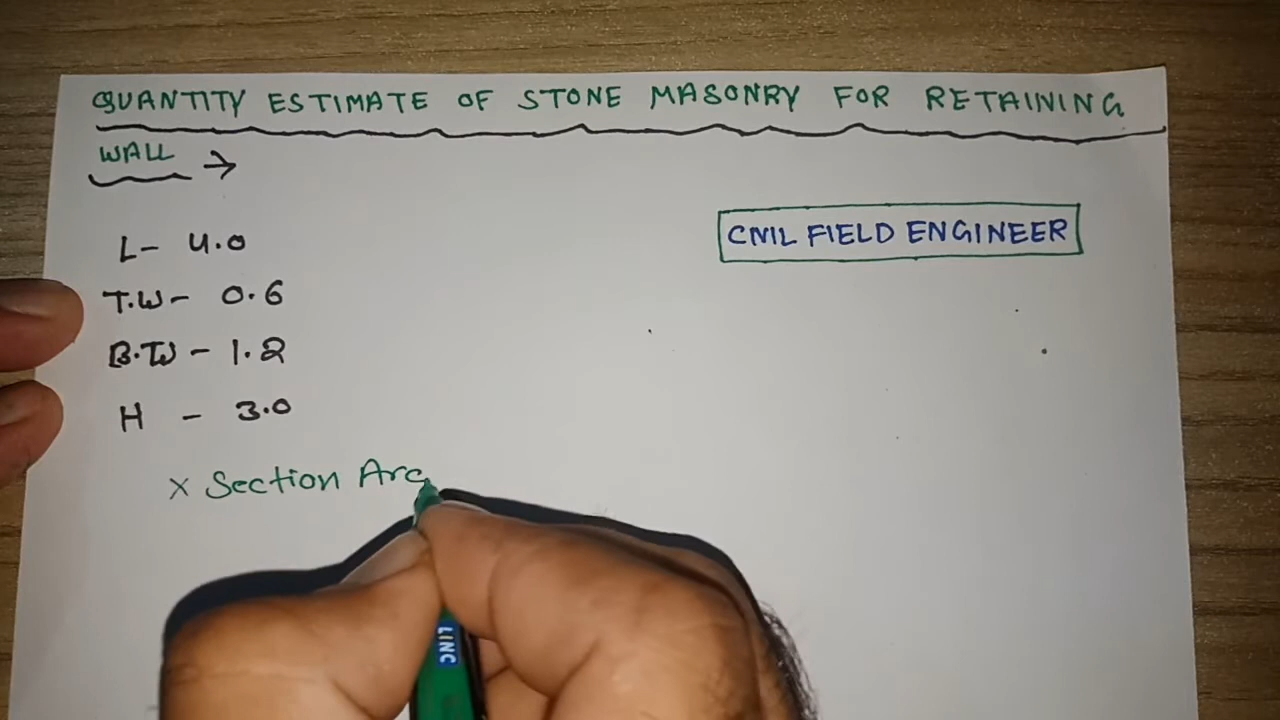 QUANTITY ESTIMATE OF STONE MASONRY FOR RETAINING
WALL →
CIVIL FIELD ENGINEER
L- 4.0
T.W- 0.6
B.W - 1.2
H - 3.0
X Section Are
LINC